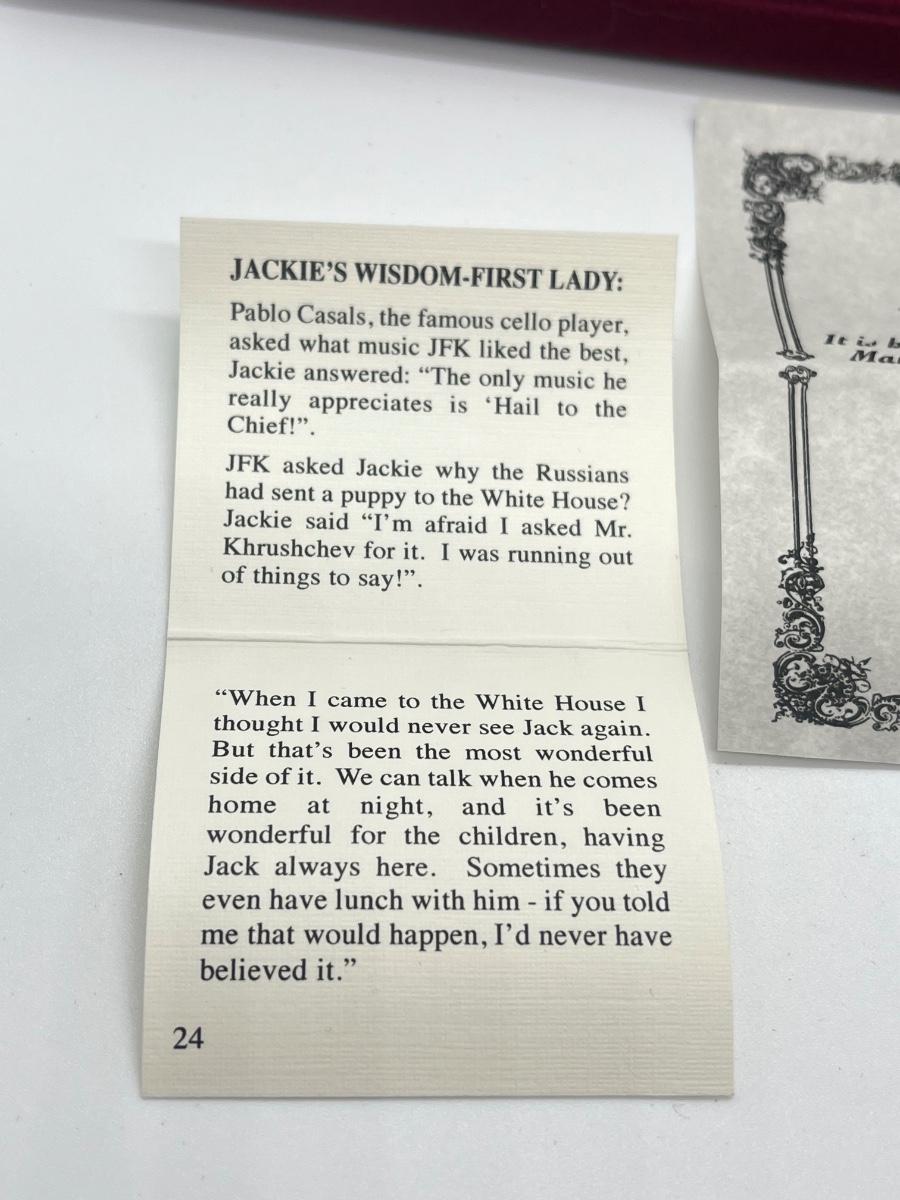 JACKIE'S WISDOM-FIRST LADY:
Pablo Casals, the famous cello player,
asked what music JFK liked the best,
Jackie answered: “The only music he
really appreciates is ‘Hail to the
Chief!”.
JFK asked Jackie why the Russians
had sent a puppy to the White House?
Jackie said “I'm afraid I asked Mr.
Khrushchev for it. I was running out
of things to say!”.
“When I came to the White House I
thought I would never see Jack again.
But that's been the most wonderful
side of it. We can talk when he comes
home at night, and it's been
wonderful for the children, having
Jack always here. Sometimes they
even have lunch with him - if you told
me that would happen, I'd never have
believed it.”
24
It is